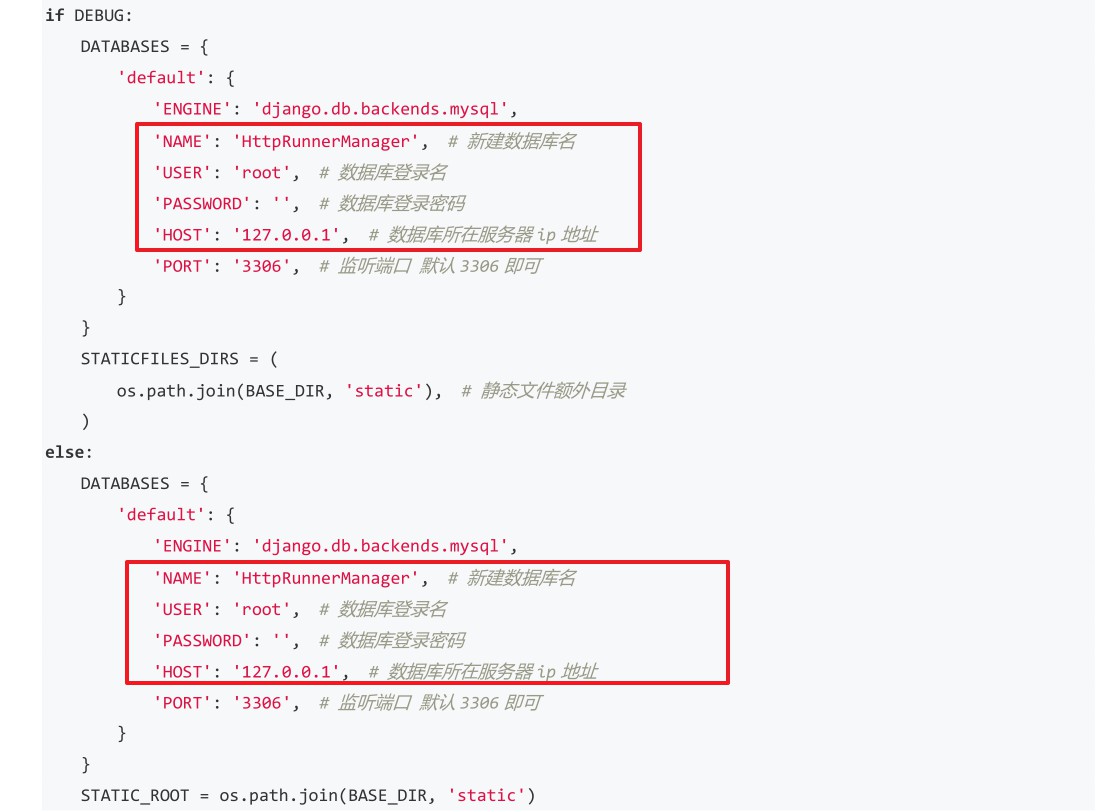 if DEBUG:
    DATABASES = {
        'default': {
            'ENGINE': 'django.db.backends.mysql',
            'NAME': 'HttpRunnerManager',  # 新建数据库名
            'USER': 'root',  # 数据库登录名
            'PASSWORD': '',  # 数据库登录密码
            'HOST': '127.0.0.1',  # 数据库所在服务器 ip 地址
            'PORT': '3306',  # 监听端口 默认 3306 即可
        }
    }
    STATICFILES_DIRS = (
        os.path.join(BASE_DIR, 'static'),  # 静态文件额外目录
    )
else:
    DATABASES = {
        'default': {
            'ENGINE': 'django.db.backends.mysql',
            'NAME': 'HttpRunnerManager',  # 新建数据库名
            'USER': 'root',  # 数据库登录名
            'PASSWORD': '',  # 数据库登录密码
            'HOST': '127.0.0.1',  # 数据库所在服务器 ip 地址
            'PORT': '3306',  # 监听端口 默认 3306 即可
        }
    }
    STATIC_ROOT = os.path.join(BASE_DIR, 'static')